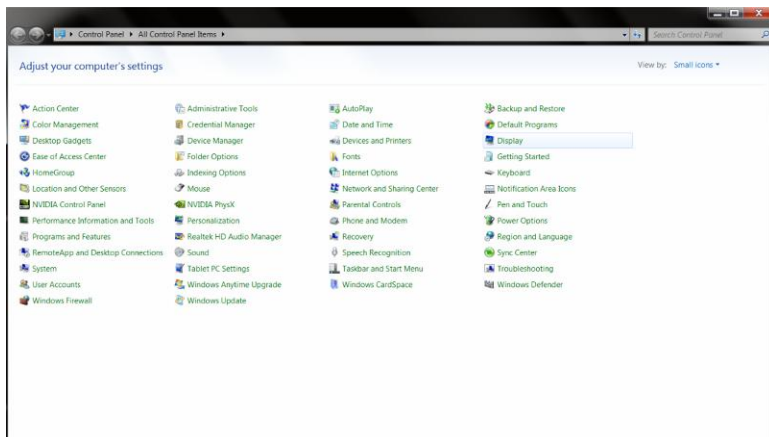 Control Panel All Control Panel Items Search Control Panel
Adjust your computer's settings View by: Small icons
Action Center Administrative Tools AutoPlay Backup and Restore
Color Management Credential Manager Date and Time Default Programs
Desktop Gadgets Device Manager Devices and Printers Display
Ease of Access Center Folder Options Fonts Getting Started
HomeGroup Indexing Options Internet Options Keyboard
Location and Other Sensors Mouse Network and Sharing Center Notification Area Icons
NVIDIA Control Panel NVIDIA PhysX Parental Controls Pen and Touch
Performance Information and Tools Personalization Phone and Modem Power Options
Programs and Features Realtek HD Audio Manager Recovery Region and Language
RemoteApp and Desktop Connections Sound Speech Recognition Sync Center
System Tablet PC Settings Taskbar and Start Menu Troubleshooting
User Accounts Windows Anytime Upgrade Windows CardSpace Windows Defender
Windows Firewall Windows Update